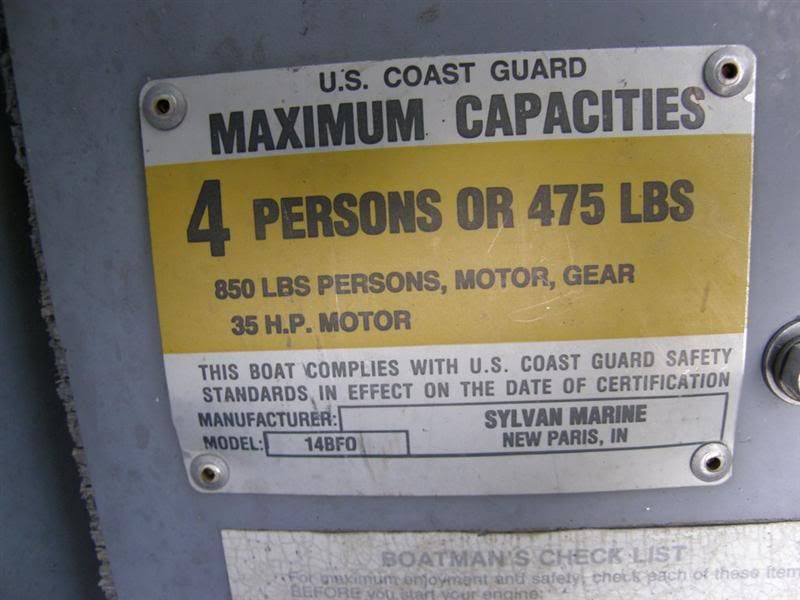 U.S. COAST GUARD
MAXIMUM CAPACITIES
4 PERSONS OR 475 LBS
850 LBS PERSONS, MOTOR, GEAR
35 H.P. MOTOR
THIS BOAT COMPLIES WITH U.S. COAST GUARD SAFETY
STANDARDS IN EFFECT ON THE DATE OF CERTIFICATION
MANUFACTURER: SYLVAN MARINE
NEW PARIS, IN
MODEL: 14BFO
BOATMAN'S CHECK LIST
For maximum enjoyment and safety, check each of these item
BEFORE you start your engine: